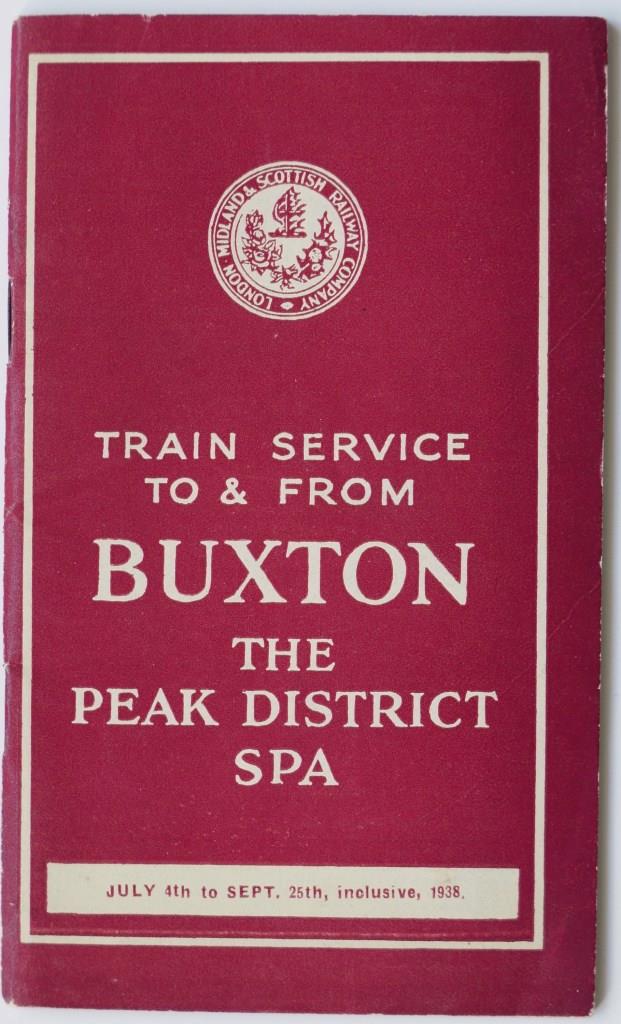 LONDON · MIDLAND & SCOTTISH RAILWAY COMPANY
TRAIN SERVICE
TO & FROM
BUXTON
THE
PEAK DISTRICT
SPA
JULY 4th to SEPT. 25th, inclusive, 1938.